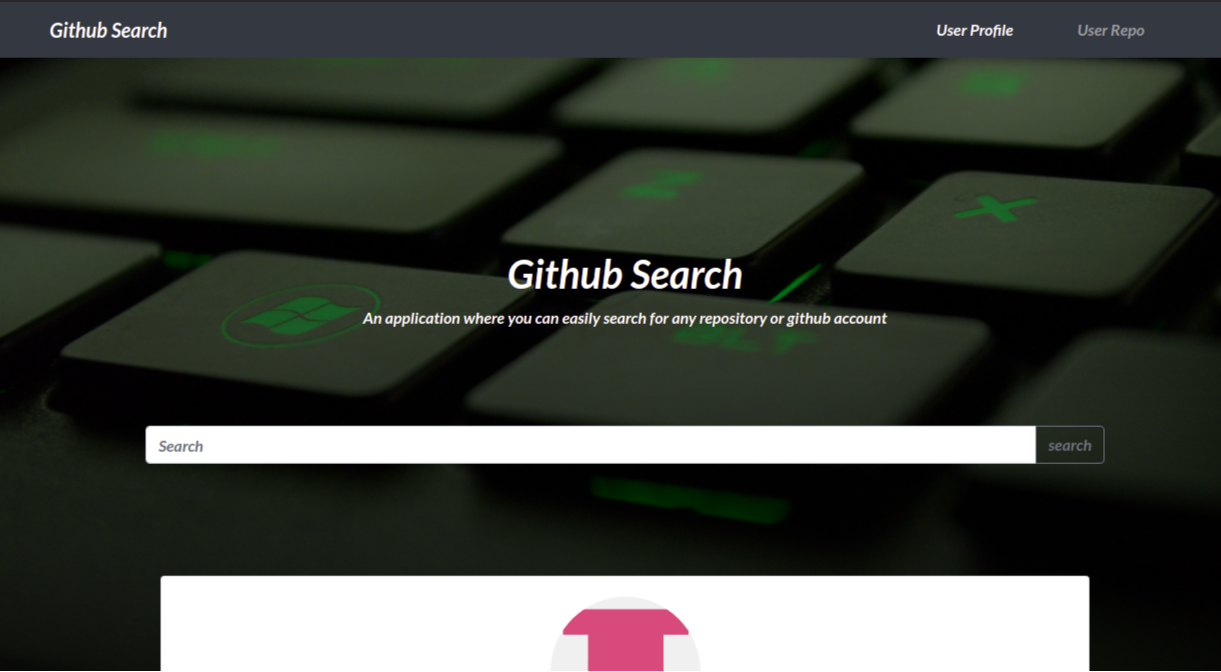 Github Search
User Profile
User Repo
Z
X
Github Search
An application where you can easily search for any repository or github account
Search
search